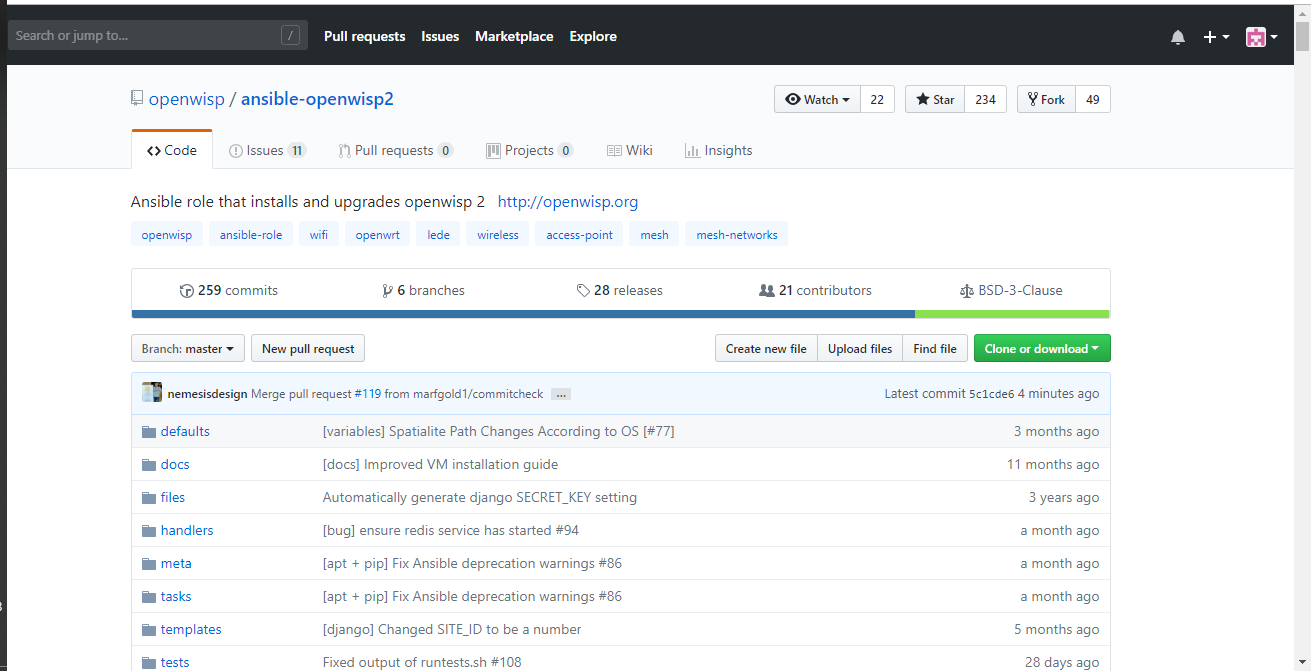 Search or jump to... /
Pull requests Issues Marketplace Explore
openwisp / ansible-openwisp2
Watch 22 Star 234 Fork 49
Code Issues 11 Pull requests 0 Projects 0 Wiki Insights
Ansible role that installs and upgrades openwisp 2 http://openwisp.org
openwisp ansible-role wifi openwrt lede wireless access-point mesh mesh-networks
259 commits 6 branches 28 releases 21 contributors BSD-3-Clause
Branch: master New pull request Create new file Upload files Find file Clone or download
nemesisdesign Merge pull request #119 from marfgold1/commitcheck ... Latest commit 5c1cde6 4 minutes ago
defaults [variables] Spatialite Path Changes According to OS [#77] 3 months ago
docs [docs] Improved VM installation guide 11 months ago
files Automatically generate django SECRET_KEY setting 3 years ago
handlers [bug] ensure redis service has started #94 a month ago
meta [apt + pip] Fix Ansible deprecation warnings #86 a month ago
tasks [apt + pip] Fix Ansible deprecation warnings #86 a month ago
templates [django] Changed SITE_ID to be a number 5 months ago
tests Fixed output of runtests.sh #108 28 days ago